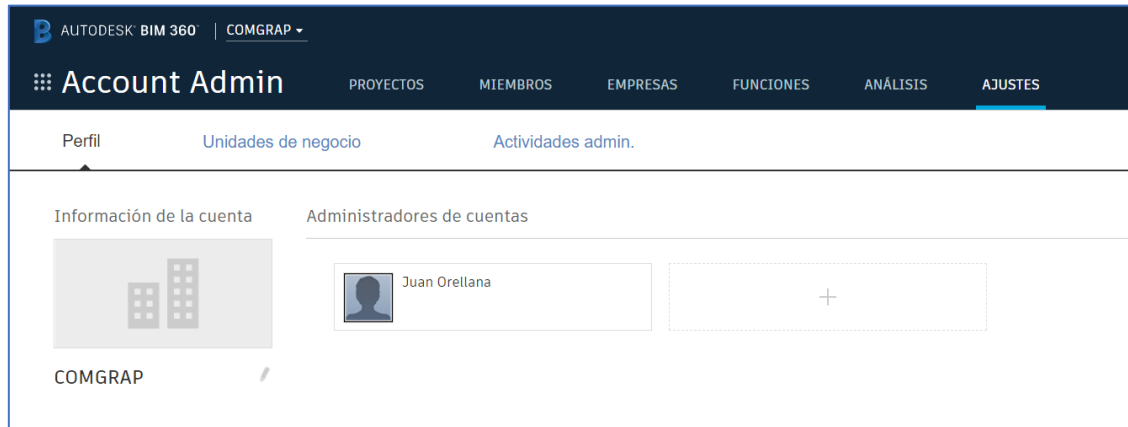 AUTODESK® BIM 360™ | COMGRAP
Account Admin PROYECTOS MIEMBROS EMPRESAS FUNCIONES ANÁLISIS AJUSTES
Perfil Unidades de negocio Actividades admin.
Información de la cuenta Administradores de cuentas
Juan Orellana
COMGRAP